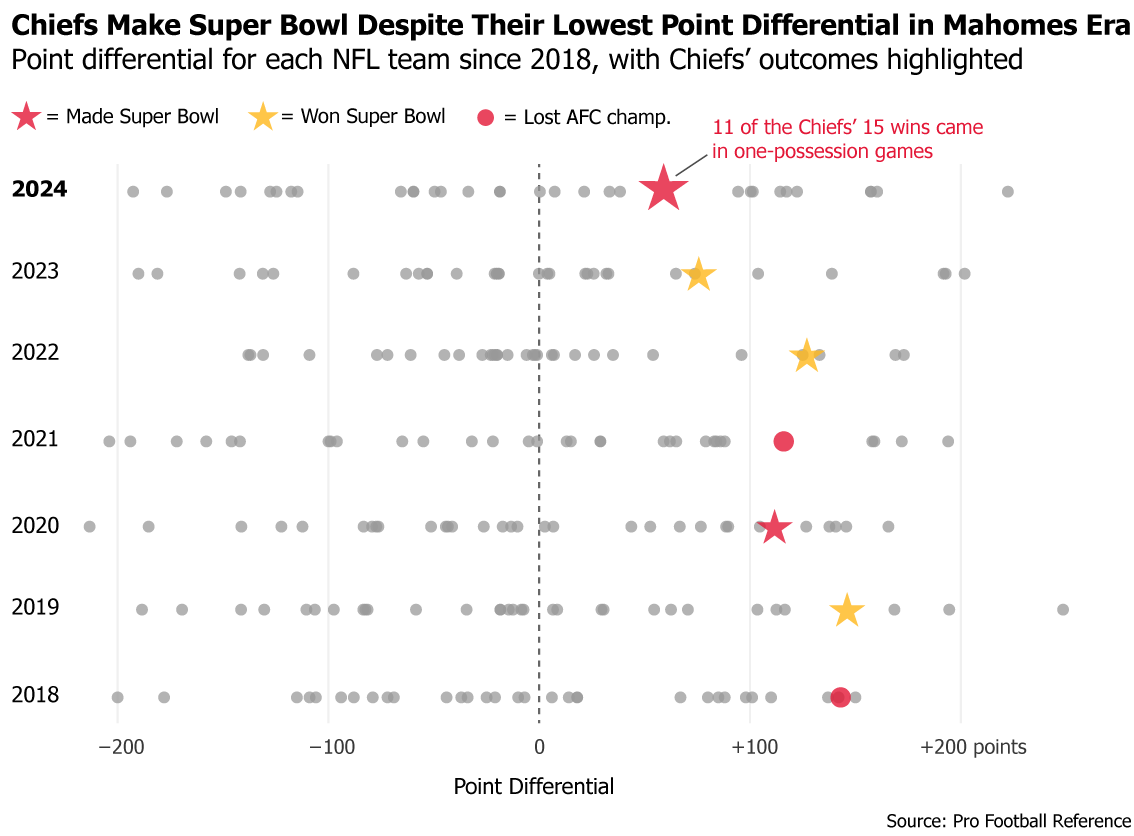 Chiefs Make Super Bowl Despite Their Lowest Point Differential in Mahomes Era
Point differential for each NFL team since 2018, with Chiefs’ outcomes highlighted
= Made Super Bowl = Won Super Bowl = Lost AFC champ.
11 of the Chiefs’ 15 wins came
in one-possession games
2024
2023
2022
2021
2020
2019
2018
−200 −100 0 +100 +200 points
Point Differential
Source: Pro Football Reference